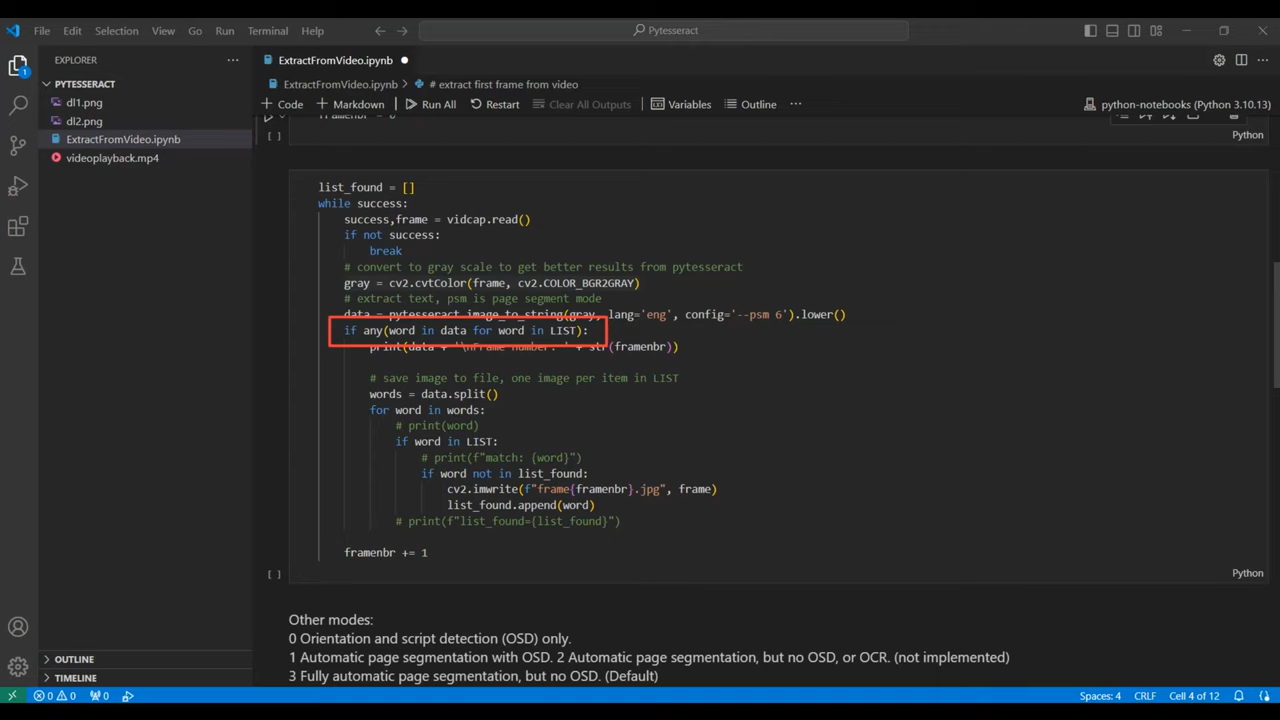 File Edit Selection View Go Run Terminal Help
Pytesseract
EXPLORER
ExtractFromVideo.ipynb
PYTESSERACT
ExtractFromVideo.ipynb > # extract first frame from video
dl1.png
+ Code + Markdown Run All Restart Clear All Outputs Variables Outline ... python-notebooks (Python 3.10.13)
dl2.png
framenbr = 0
ExtractFromVideo.ipynb
[ ] Python
videoplayback.mp4
list_found = []
while success:
success,frame = vidcap.read()
if not success:
break
# convert to gray scale to get better results from pytesseract
gray = cv2.cvtColor(frame, cv2.COLOR_BGR2GRAY)
# extract text, psm is page segment mode
data = pytesseract.image_to_string(gray, lang='eng', config='--psm 6').lower()
if any(word in data for word in LIST):
print(data + '\nFrame number: ' + str(framenbr))
# save image to file, one image per item in LIST
words = data.split()
for word in words:
# print(word)
if word in LIST:
# print(f"match: {word}")
if word not in list_found:
cv2.imwrite(f"frame{framenbr}.jpg", frame)
list_found.append(word)
# print(f"list_found={list_found}")
framenbr += 1
[ ] Python
Other modes:
0 Orientation and script detection (OSD) only.
1 Automatic page segmentation with OSD. 2 Automatic page segmentation, but no OSD, or OCR. (not implemented)
3 Fully automatic page segmentation, but no OSD. (Default)
OUTLINE
TIMELINE
0 0 0 Spaces: 4 CRLF Cell 4 of 12